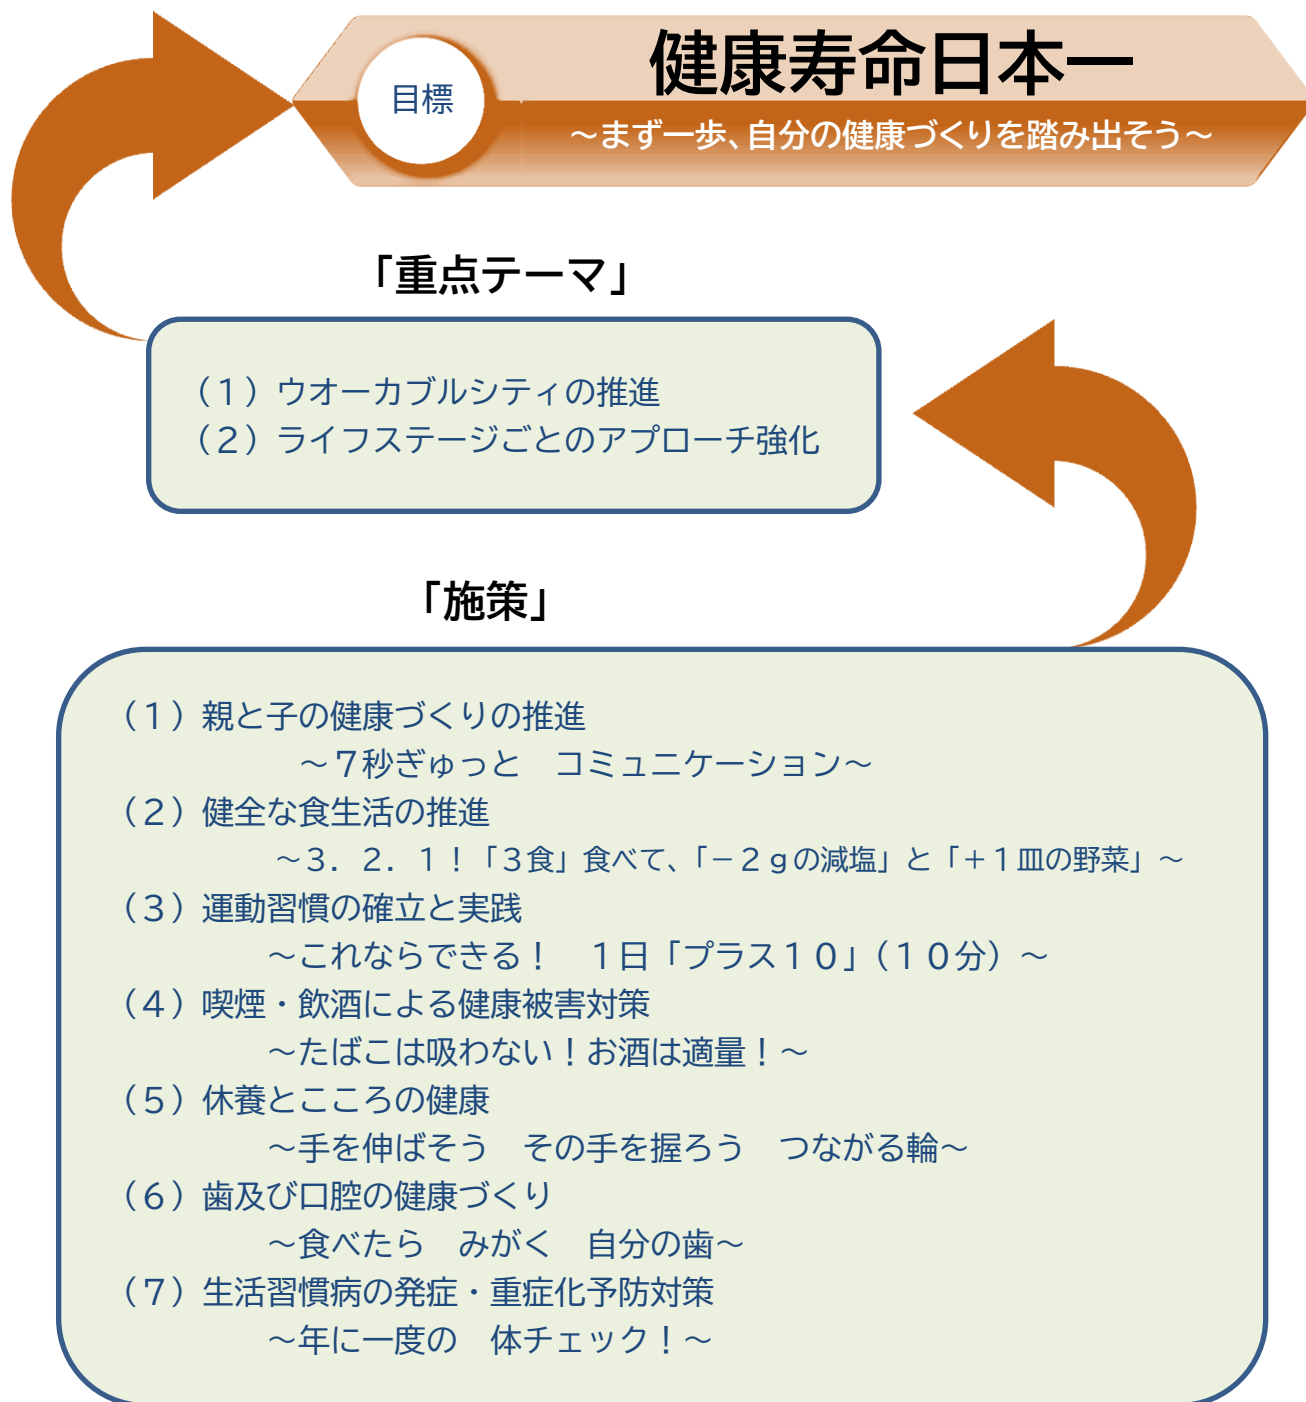 目標
健康寿命日本一
～まず一歩、自分の健康づくりを踏み出そう～
「重点テーマ」
（１）ウオーカブルシティの推進
（２）ライフステージごとのアプローチ強化
「施策」
（１）親と子の健康づくりの推進
～７秒ぎゅっと　コミュニケーション～
（２）健全な食生活の推進
～３．２．１！「３食」食べて、「－２ｇの減塩」と「＋１皿の野菜」～
（３）運動習慣の確立と実践
～これならできる！　１日「プラス１０」（１０分）～
（４）喫煙・飲酒による健康被害対策
～たばこは吸わない！お酒は適量！～
（５）休養とこころの健康
～手を伸ばそう　その手を握ろう　つながる輪～
（６）歯及び口腔の健康づくり
～食べたら　みがく　自分の歯～
（７）生活習慣病の発症・重症化予防対策
～年に一度の　体チェック！～